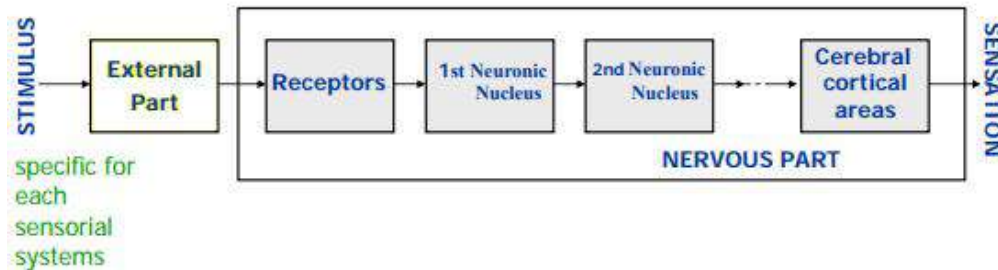 STIMULUS
External
Part
Receptors
1st Neuronic
Nucleus
2nd Neuronic
Nucleus
Cerebral
cortical
areas
SENSATION
NERVOUS PART
specific for
each
sensorial
systems